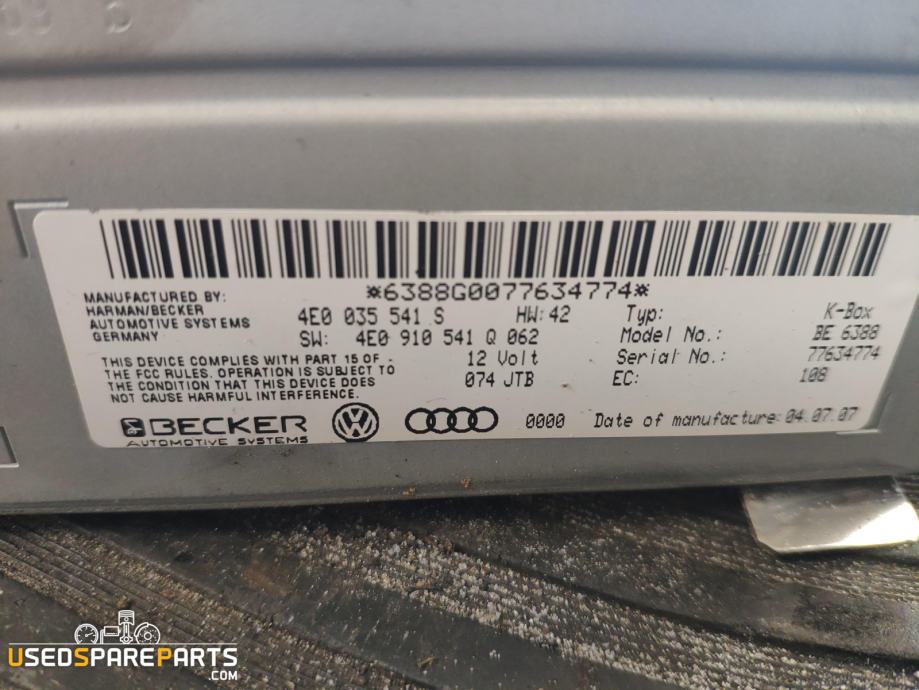 *6388G0077634774*
MANUFACTURED BY:
HARMAN/BECKER
AUTOMOTIVE SYSTEMS
GERMANY
4E0 035 541 S HW: 42 Typ: K-Box
SW: 4E0 910 541 Q 062 Model No.: BE 6388
12 Volt Serial No.: 77634774
074 JTB EC: 108
THIS DEVICE COMPLIES WITH PART 15 OF
THE FCC RULES. OPERATION IS SUBJECT TO
THE CONDITION THAT THIS DEVICE DOES
NOT CAUSE HARMFUL INTERFERENCE.
BECKER
AUTOMOTIVE SYSTEMS
VW
0000 Date of manufacture: 04.07.07
USEDSPAREPARTS
.COM